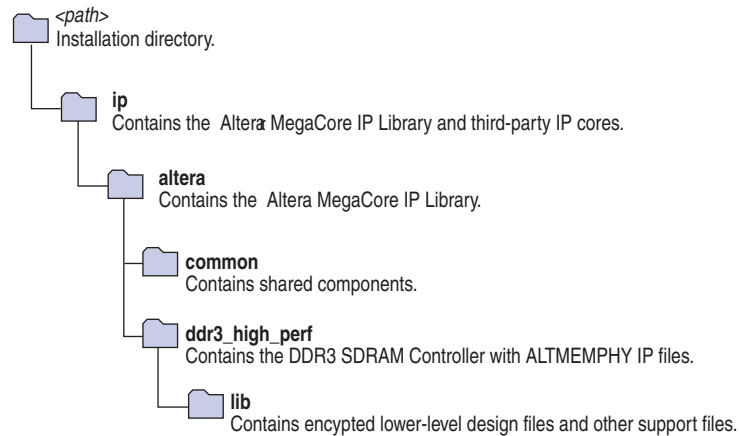 <path>
Installation directory.
ip
Contains the Altera MegaCore IP Library and third-party IP cores.
altera
Contains the Altera MegaCore IP Library.
common
Contains shared components.
ddr3_high_perf
Contains the DDR3 SDRAM Controller with ALTMEMPHY IP files.
lib
Contains encypted lower-level design files and other support files.